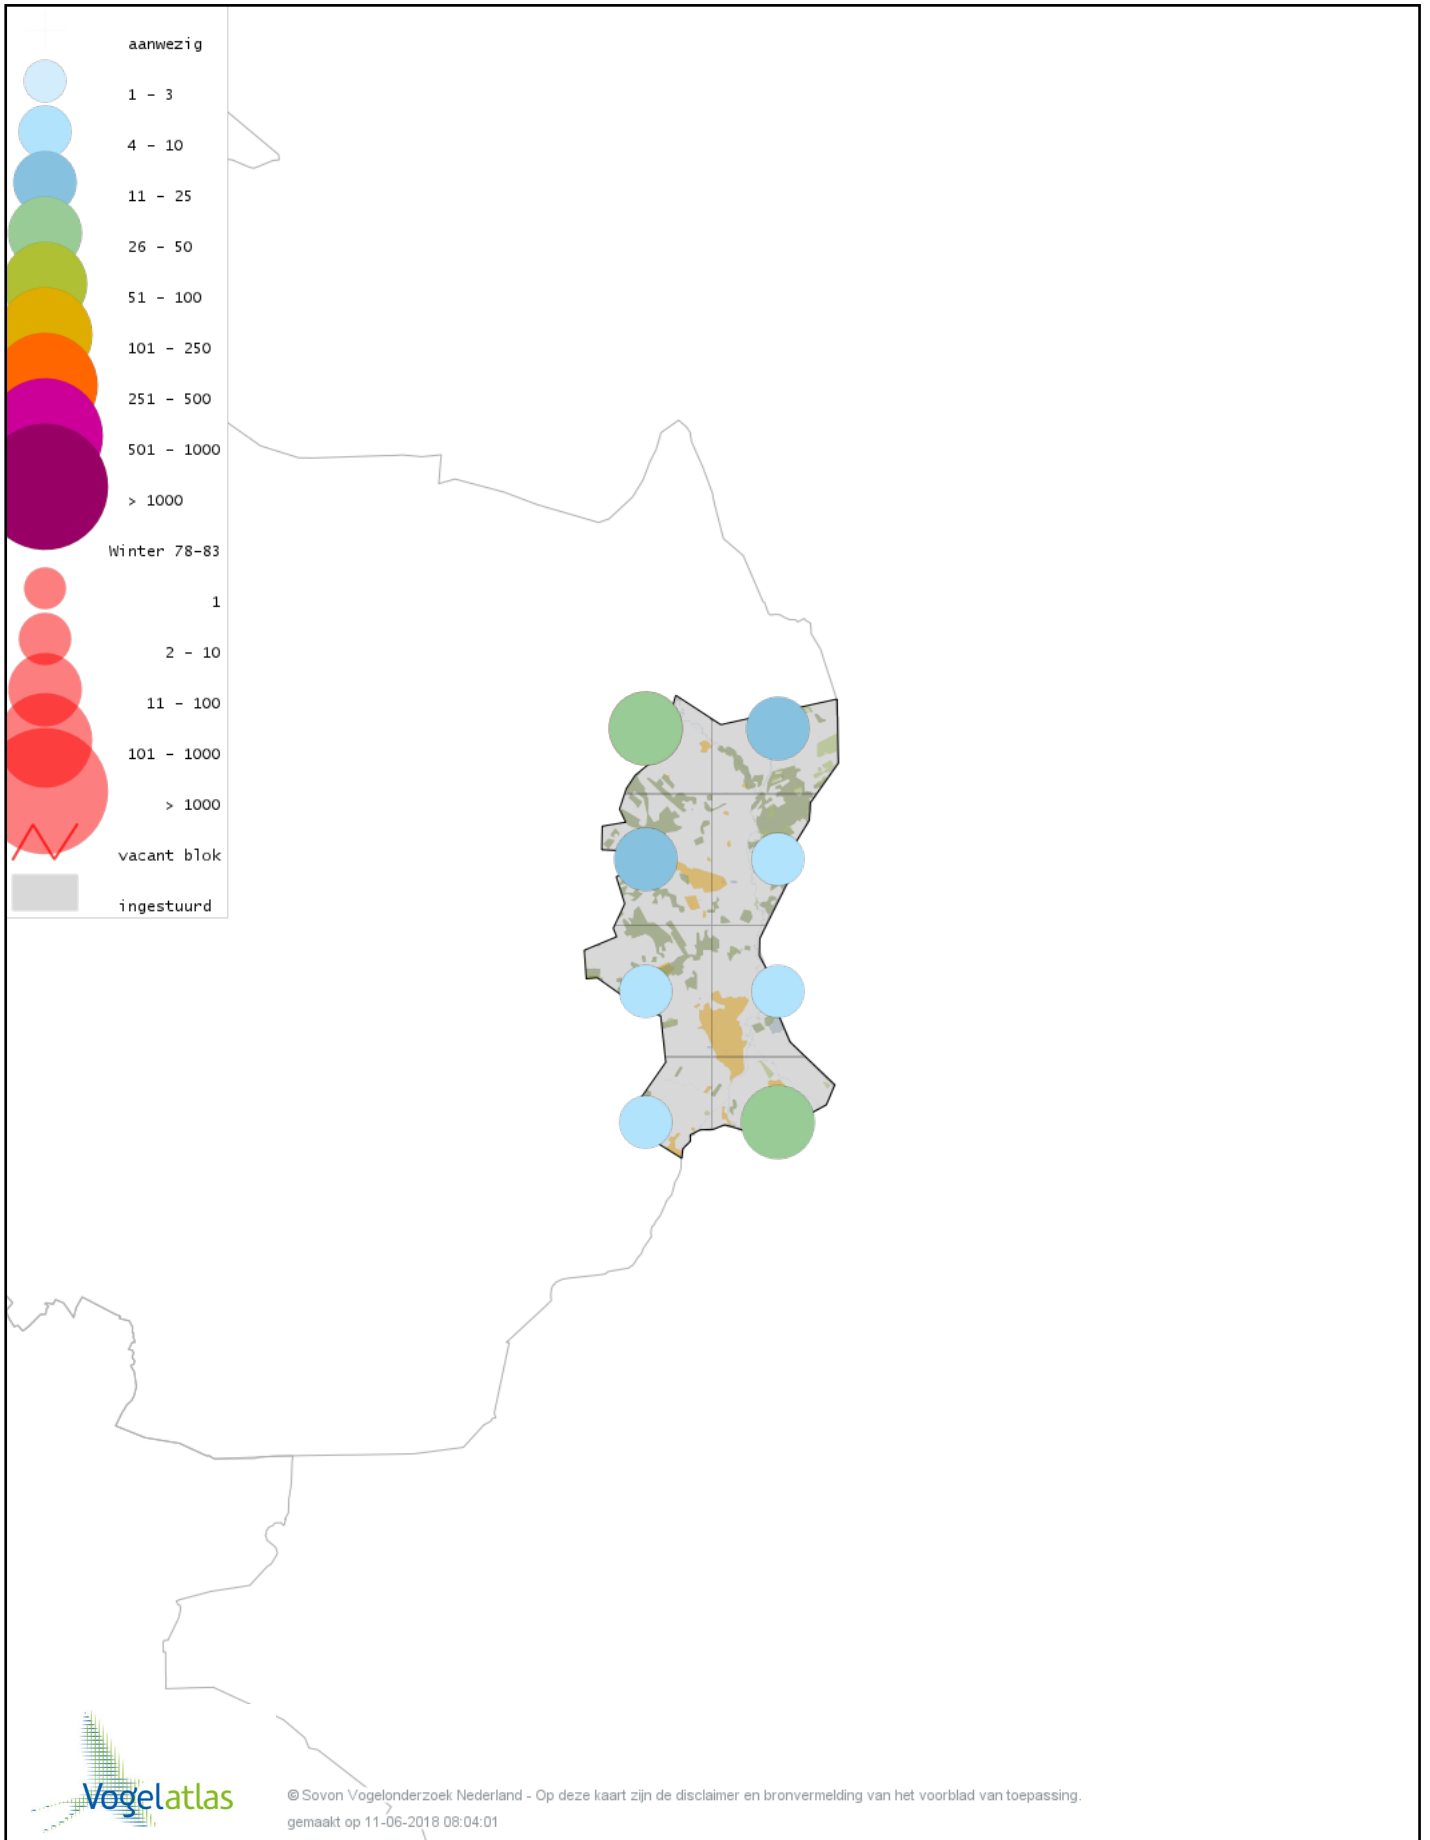 aanwezig
1 - 3
4 - 10
11 - 25
26 - 50
51 - 100
101 - 250
251 - 500
501 - 1000
> 1000
Winter 78-83
1
2 - 10
11 - 100
101 - 1000
> 1000
vacant blok
ingestuurd
Vogelatlas
© Sovon Vogelonderzoek Nederland - Op deze kaart zijn de disclaimer en bronvermelding van het voorblad van toepassing.
gemaakt op 11-06-2018 08:04:01